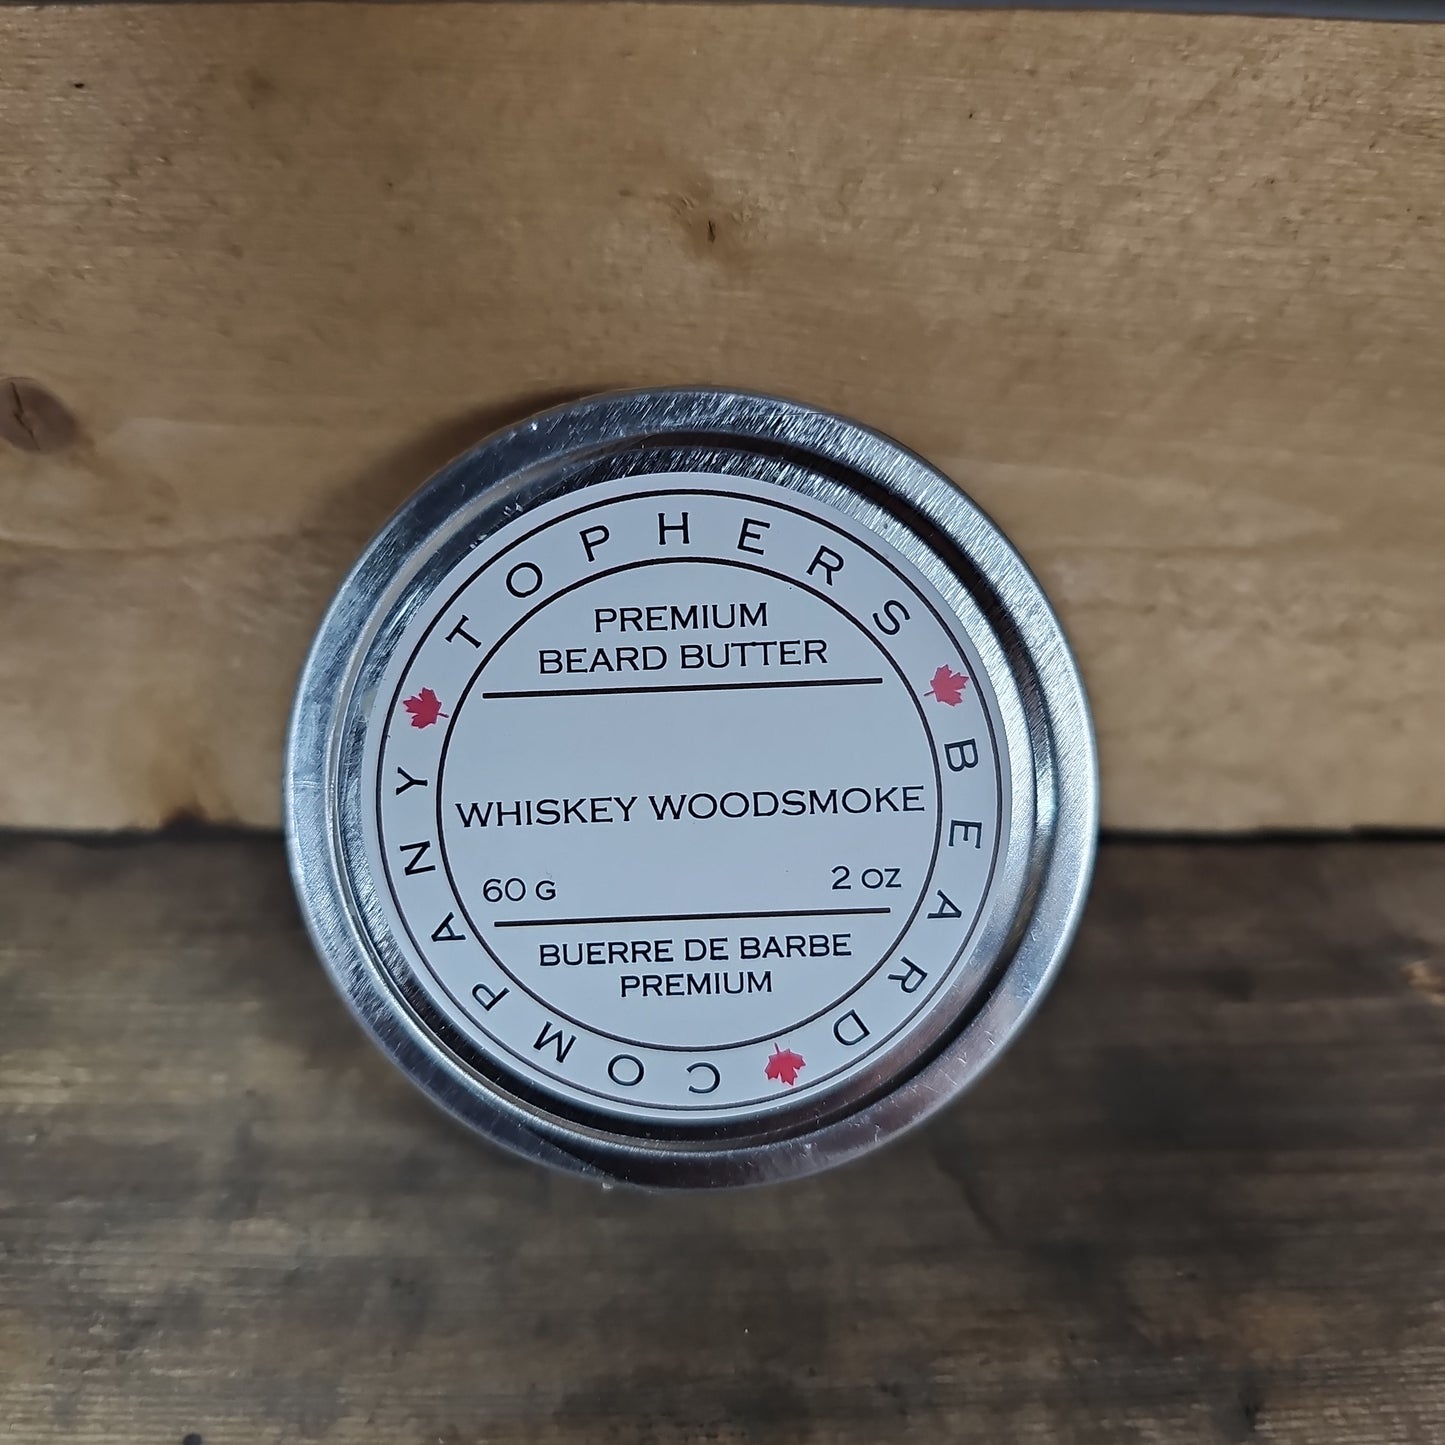 TOPHERS BEARD COMPANY
PREMIUM
BEARD BUTTER
WHISKEY WOODSMOKE
60 G 2 OZ
BUERRE DE BARBE
PREMIUM